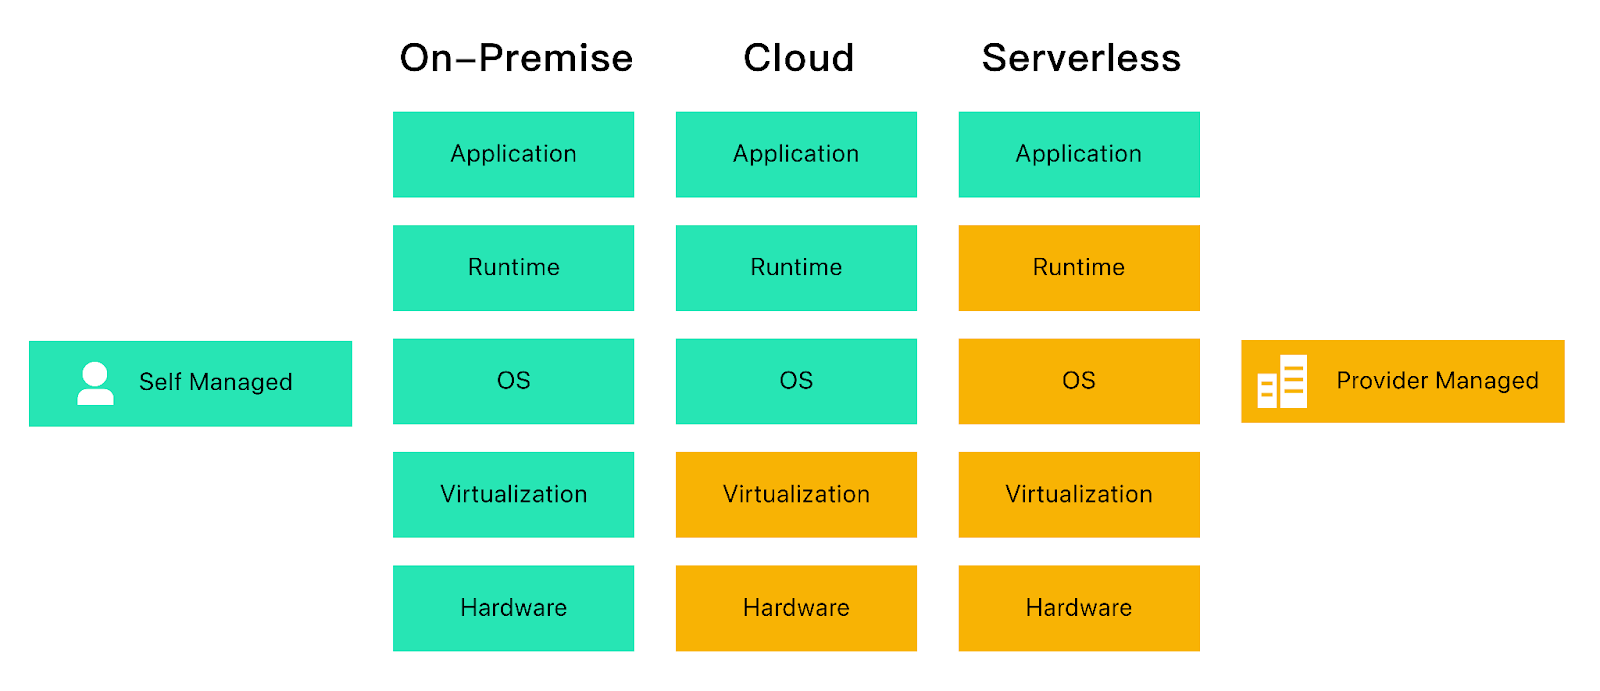 On–Premise
Cloud
Serverless
Application
Application
Application
Runtime
Runtime
Runtime
Self Managed
OS
OS
OS
Provider Managed
Virtualization
Virtualization
Virtualization
Hardware
Hardware
Hardware